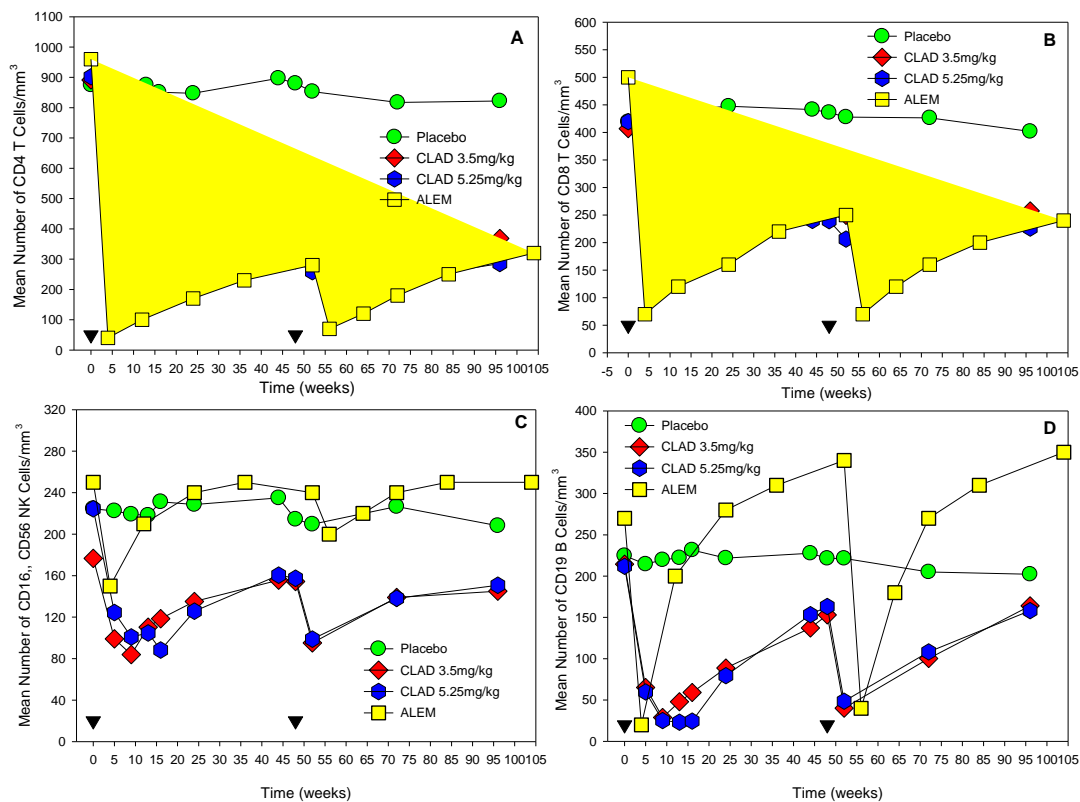 A
Mean Number of CD4 T Cells/mm³
1100
1000
900
800
700
600
500
400
300
200
100
0
Placebo
CLAD 3.5mg/kg
CLAD 5.25mg/kg
ALEM
0 5 10 15 20 25 30 35 40 45 50 55 60 65 70 75 80 85 90 95 100105
Time (weeks)
B
Mean Number of CD8 T Cells/mm³
600
550
500
450
400
350
300
250
200
150
100
50
0
Placebo
CLAD 3.5mg/kg
CLAD 5.25mg/kg
ALEM
-5 0 5 10 15 20 25 30 35 40 45 50 55 60 65 70 75 80 85 90 95 100105
Time (weeks)
C
Mean Number of CD16,, CD56 NK Cells/mm³
320
280
240
200
160
120
80
40
0
Placebo
CLAD 3.5mg/kg
CLAD 5.25mg/kg
ALEM
0 5 10 15 20 25 30 35 40 45 50 55 60 65 70 75 80 85 90 95 100105
Time (weeks)
D
Mean Number of CD19 B Cells/mm³
400
350
300
250
200
150
100
50
0
Placebo
CLAD 3.5mg/kg
CLAD 5.25mg/kg
ALEM
0 5 10 15 20 25 30 35 40 45 50 55 60 65 70 75 80 85 90 95 100105
Time (weeks)